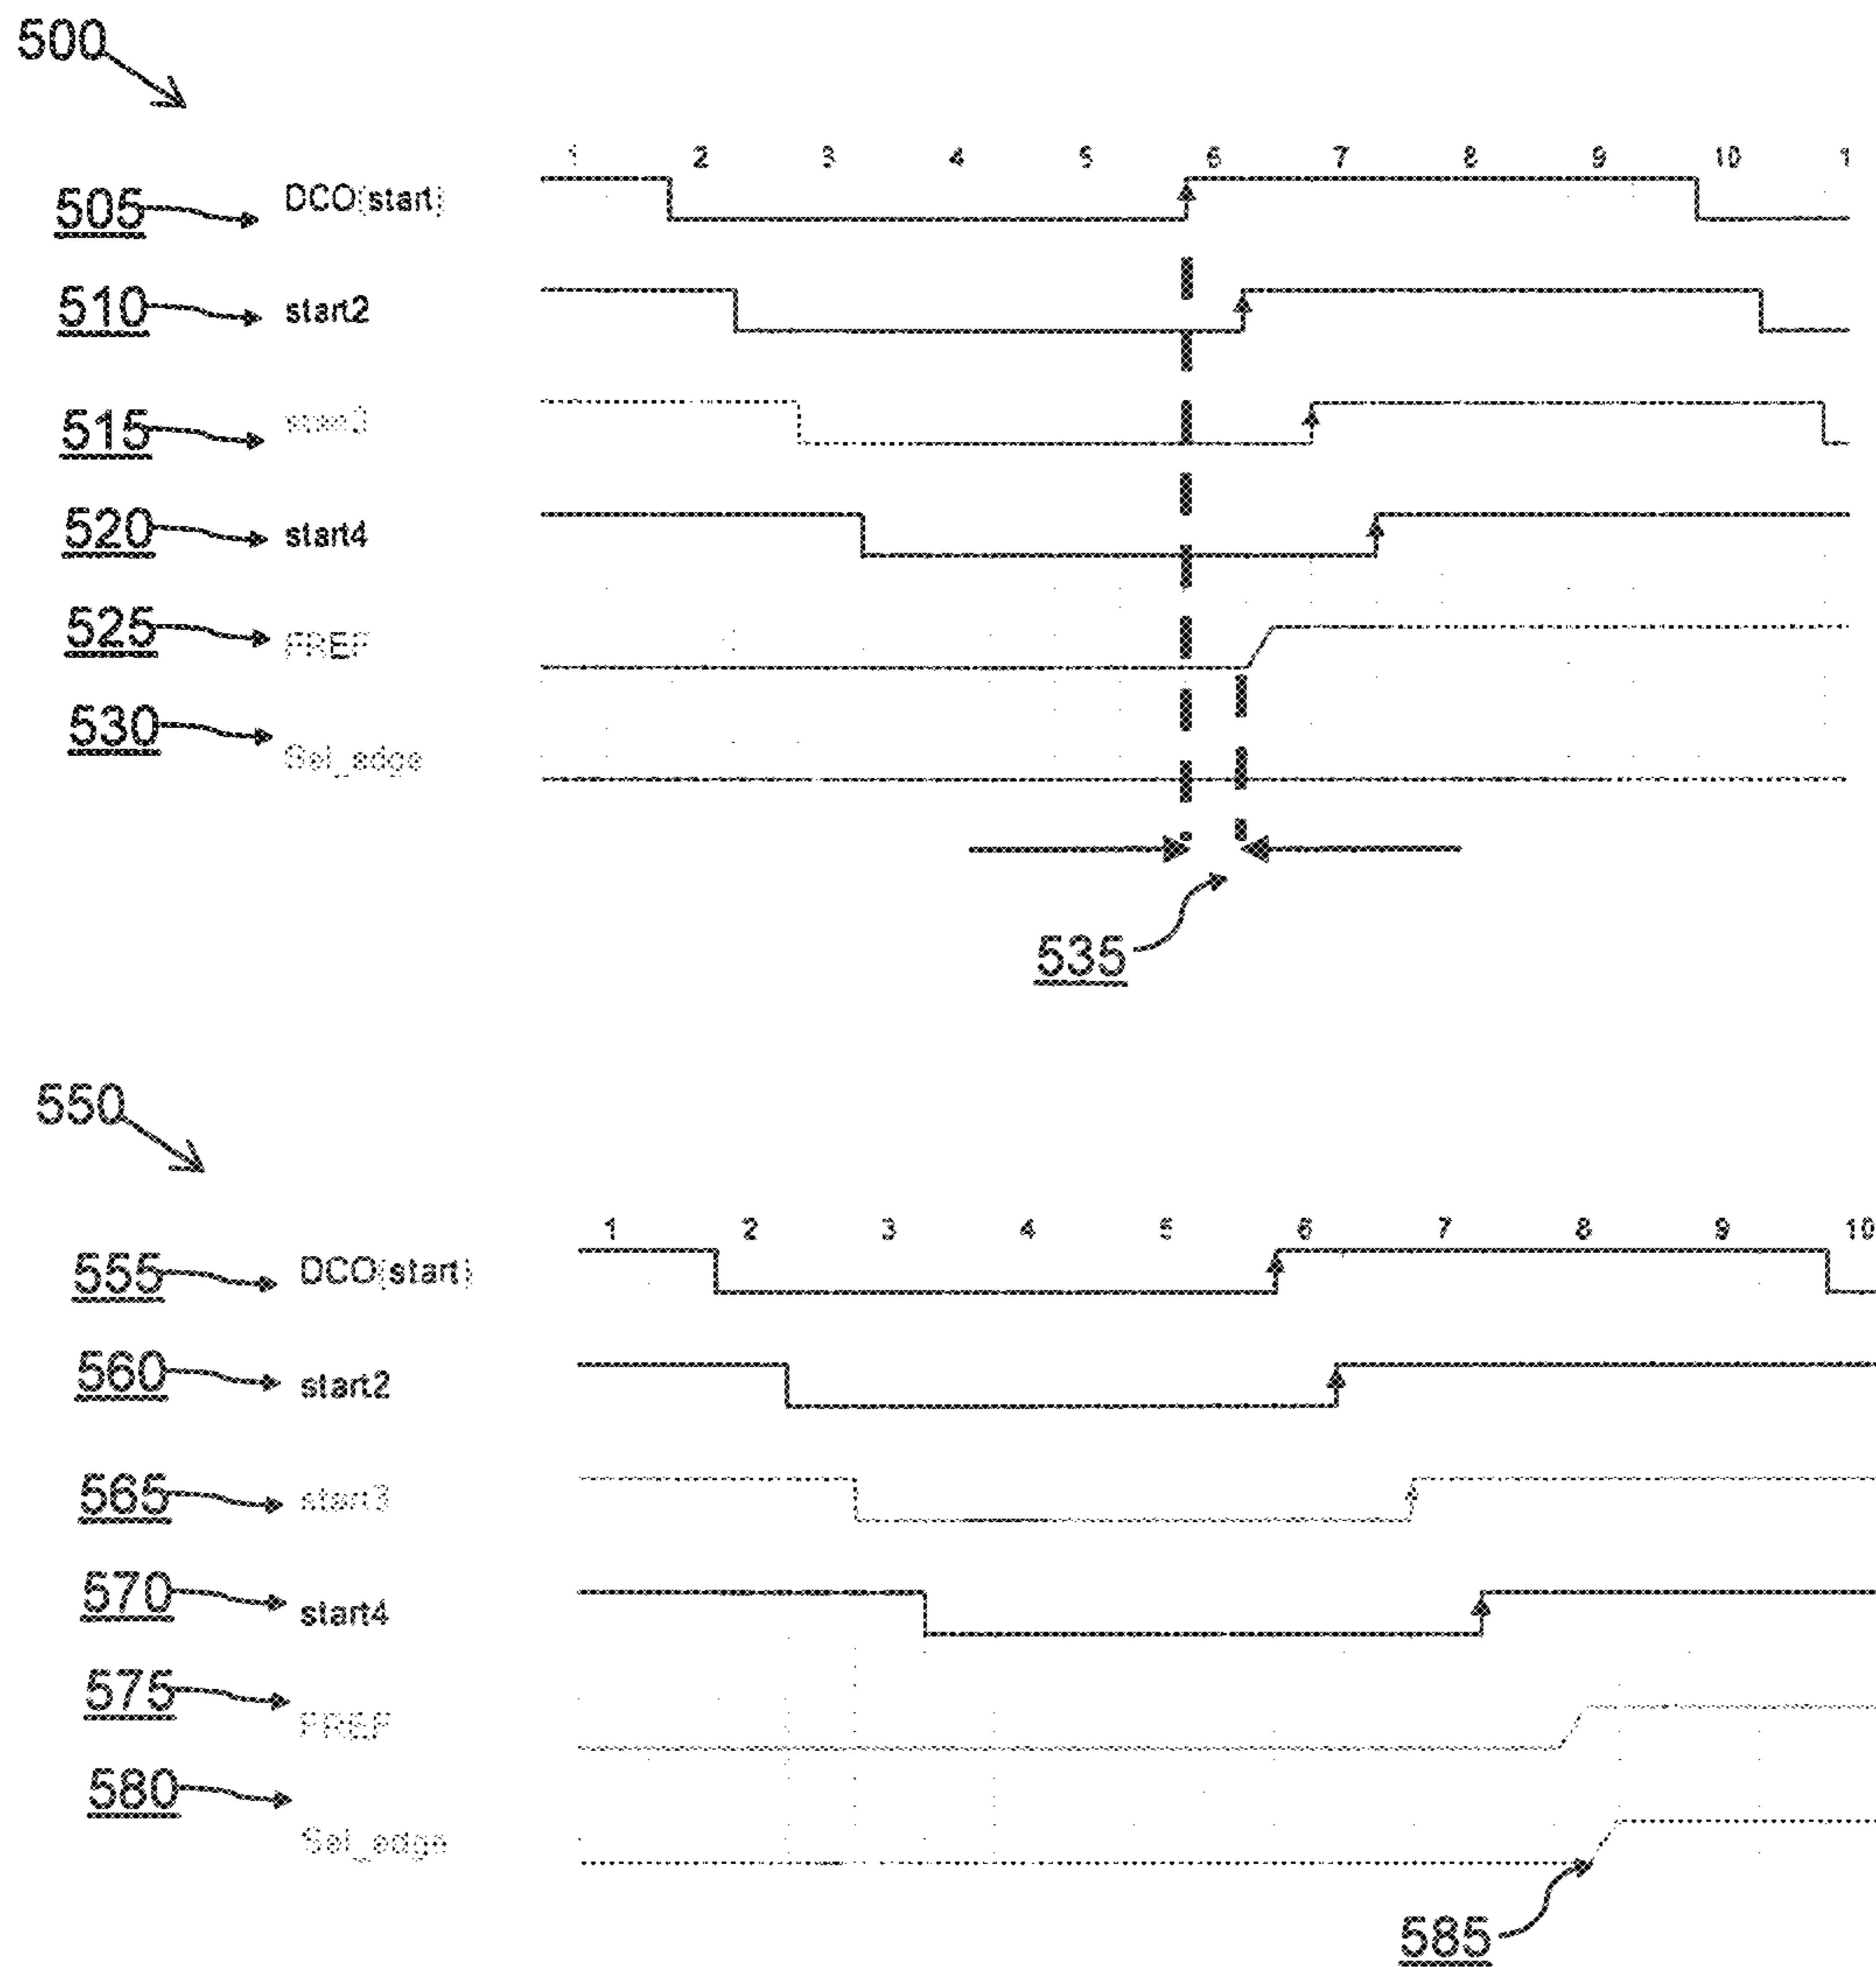 500
1 2 3 4 5 6 7 8 9 10 1
505 DCO(start)
510 start2
515 start3
520 start4
525 FREF
530 Sel_edge
535
550
1 2 3 4 5 6 7 8 9 10
555 DCO(start)
560 start2
565 start3
570 start4
575 FREF
580 Sel_edge
585